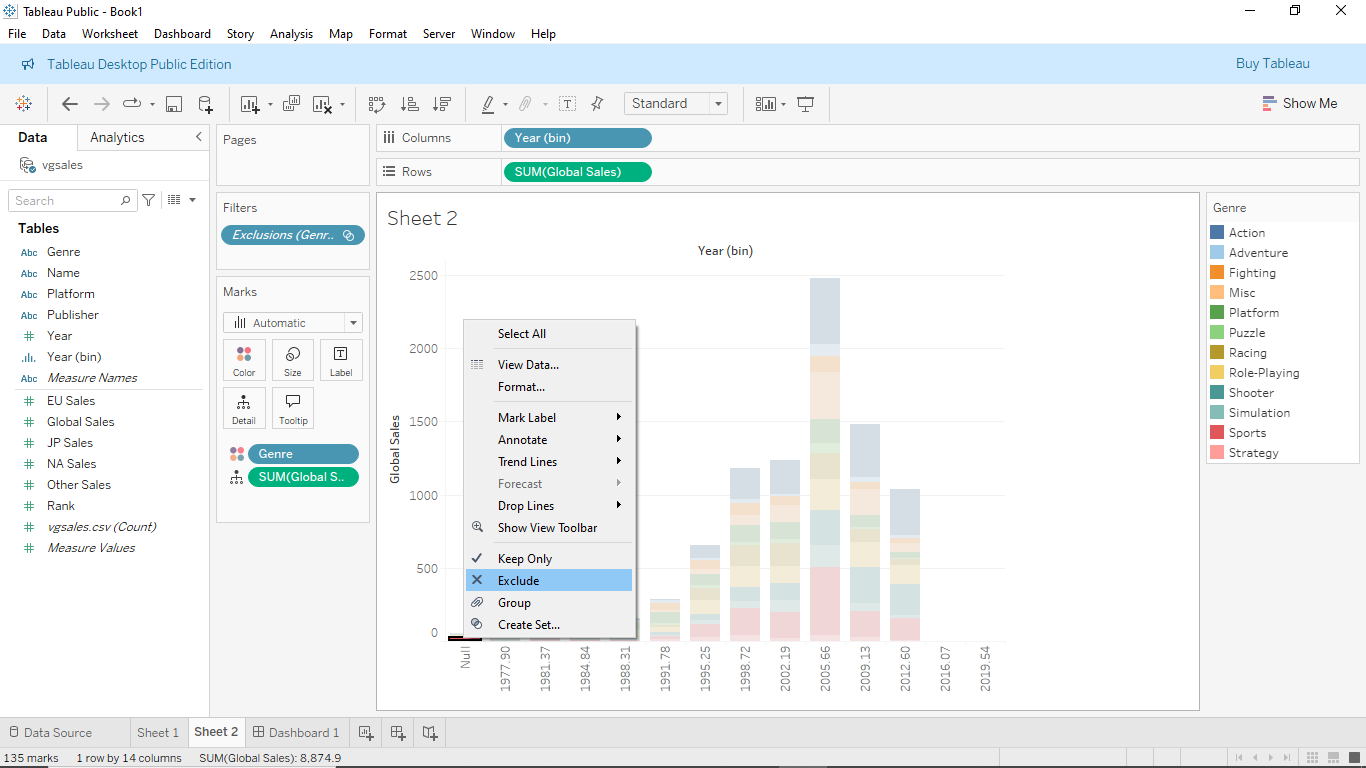 Tableau Public - Book1
File Data Worksheet Dashboard Story Analysis Map Format Server Window Help
Tableau Desktop Public Edition
Buy Tableau
Standard
Show Me
Data
Analytics
vgsales
Search
Tables
Abc Genre
Abc Name
Abc Platform
Abc Publisher
Year
Year (bin)
Abc Measure Names
EU Sales
Global Sales
JP Sales
NA Sales
Other Sales
Rank
vgsales.csv (Count)
Measure Values
Pages
Filters
Exclusions (Genr..
Marks
Automatic
Color
Size
Label
Detail
Tooltip
Genre
SUM(Global S..
Columns
Year (bin)
Rows
SUM(Global Sales)
Sheet 2
Year (bin)
Global Sales
2500
2000
1500
1000
500
0
Null
1977.90
1981.37
1984.84
1988.31
1991.78
1995.25
1998.72
2002.19
2005.66
2009.13
2012.60
2016.07
2019.54
Select All
View Data...
Format...
Mark Label
Annotate
Trend Lines
Forecast
Drop Lines
Show View Toolbar
Keep Only
Exclude
Group
Create Set...
Genre
Action
Adventure
Fighting
Misc
Platform
Puzzle
Racing
Role-Playing
Shooter
Simulation
Sports
Strategy
Data Source
Sheet 1
Sheet 2
Dashboard 1
135 marks
1 row by 14 columns
SUM(Global Sales): 8,874.9